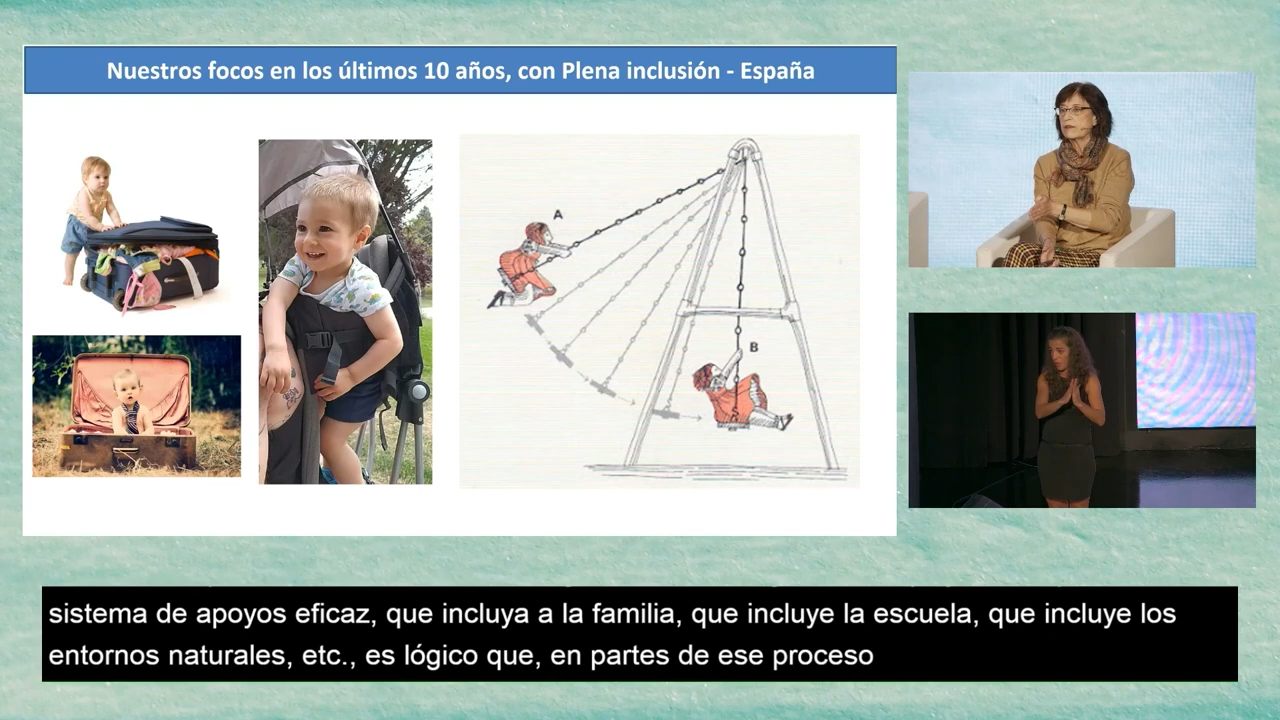 Nuestros focos en los últimos 10 años, con Plena inclusión - España
A
B
sistema de apoyos eficaz, que incluya a la familia, que incluye la escuela, que incluye los
entornos naturales, etc., es lógico que, en partes de ese proceso